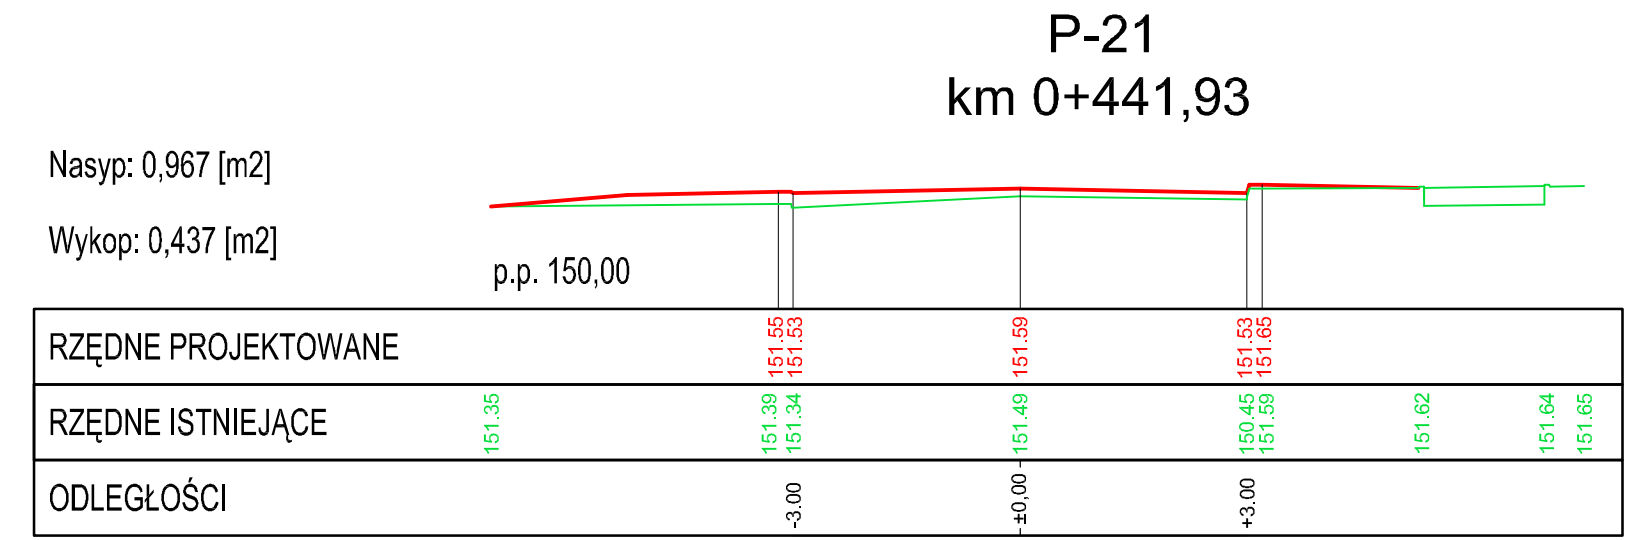 P-21
km 0+441,93
Nasyp: 0,967 [m2]
Wykop: 0,437 [m2]
p.p. 150,00
RZĘDNE PROJEKTOWANE 151.55 151.53 151.59 151.53 151.65
RZĘDNE ISTNIEJĄCE 151.35 151.39 151.34 151.49 150.45 151.59 151.62 151.64 151.65
ODLEGŁOŚCI -3.00 ±0,00 +3.00